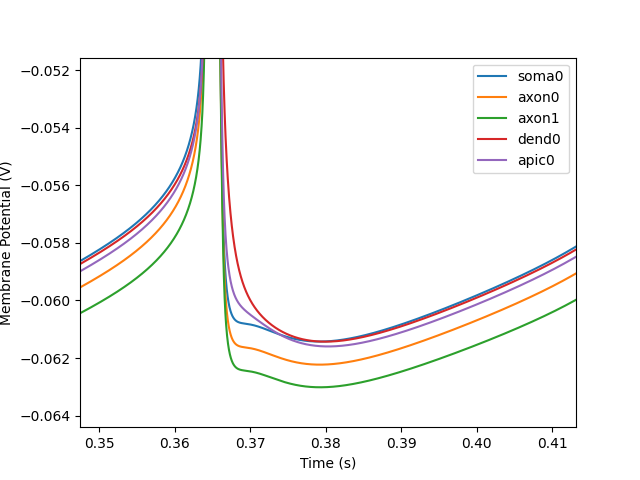 −0.052
−0.054
−0.056
−0.058
−0.060
−0.062
−0.064
Membrane Potential (V)
soma0
axon0
axon1
dend0
apic0
0.35 0.36 0.37 0.38 0.39 0.40 0.41
Time (s)